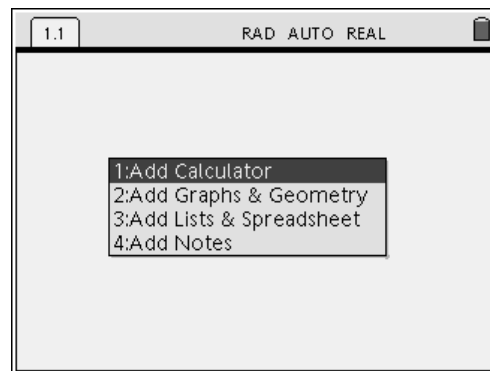 1.1 RAD AUTO REAL
1:Add Calculator
2:Add Graphs & Geometry
3:Add Lists & Spreadsheet
4:Add Notes